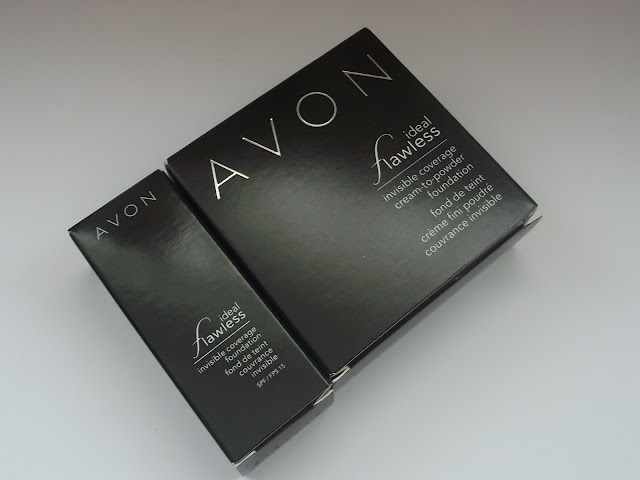 AVON
ideal
flawless
invisible coverage
foundation
fond de teint
couvrance
invisible
SPF/FPS 15
AVON
ideal
flawless
invisible coverage
cream-to-powder
foundation
fond de teint
crème fini poudre
couvrance invisible